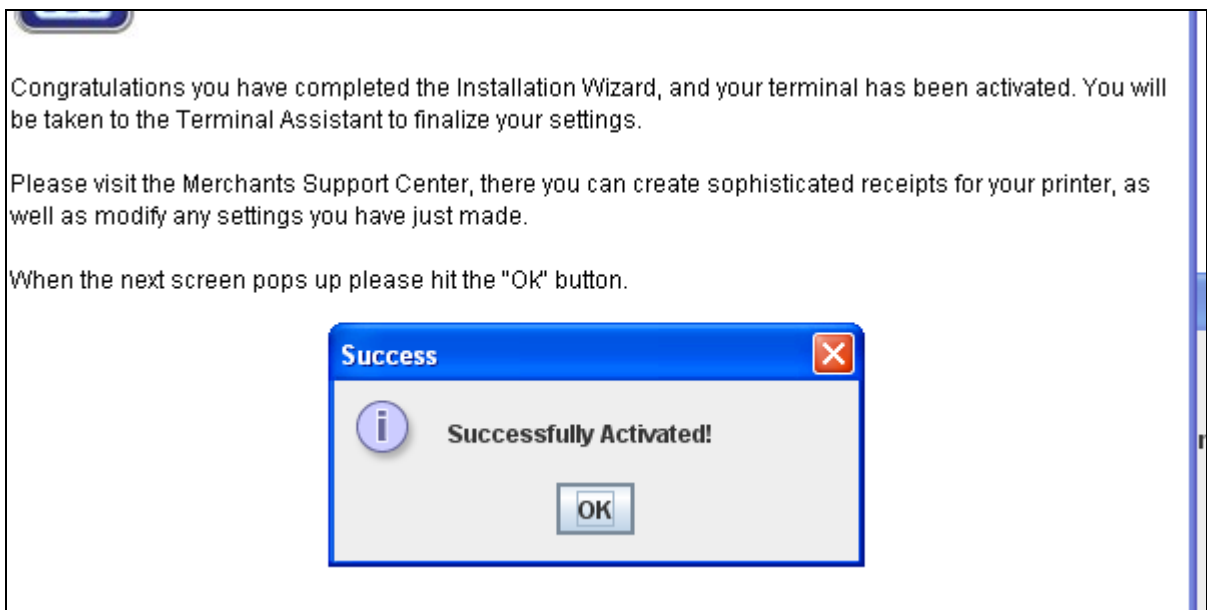 Congratulations you have completed the Installation Wizard, and your terminal has been activated. You will
be taken to the Terminal Assistant to finalize your settings.
Please visit the Merchants Support Center, there you can create sophisticated receipts for your printer, as
well as modify any settings you have just made.
When the next screen pops up please hit the "Ok" button.
Success
Successfully Activated!
OK